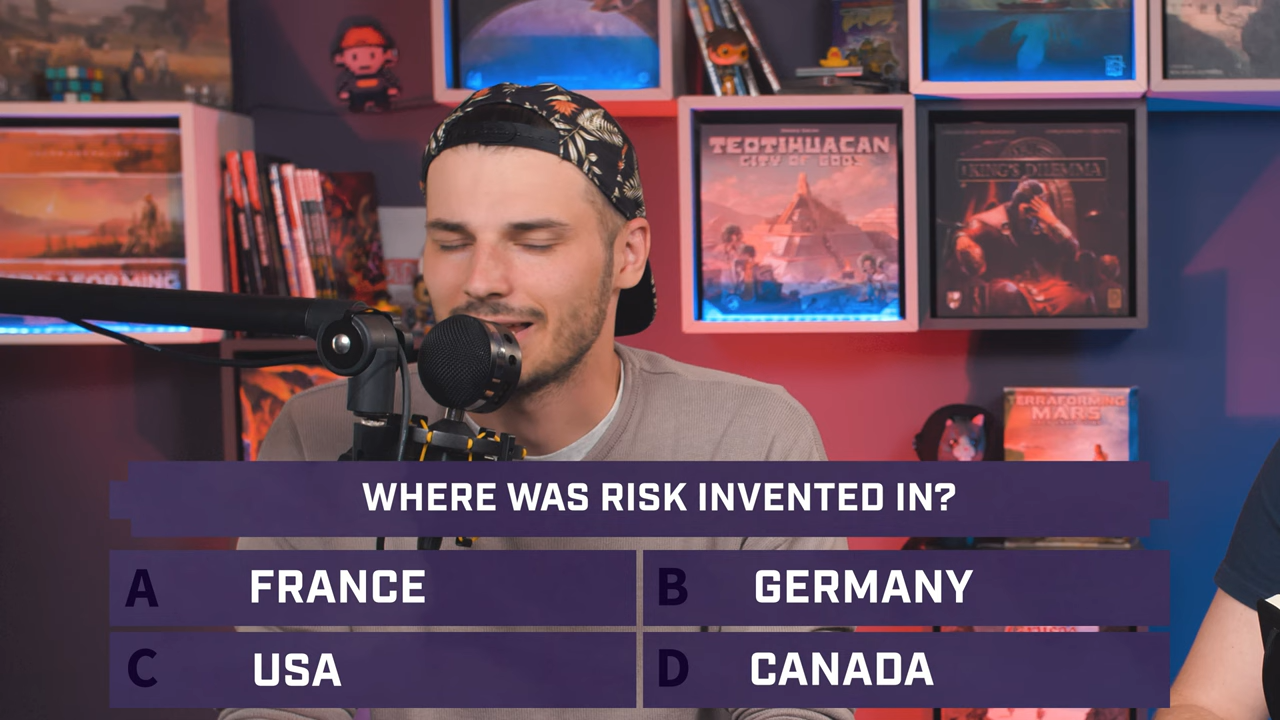 TEOTIHUACAN
CITY OF GODS
KING'S DILEMMA
TERRAFORMING
TERRAFORMING
MARS
WHERE WAS RISK INVENTED IN?
A FRANCE
B GERMANY
C USA
D CANADA